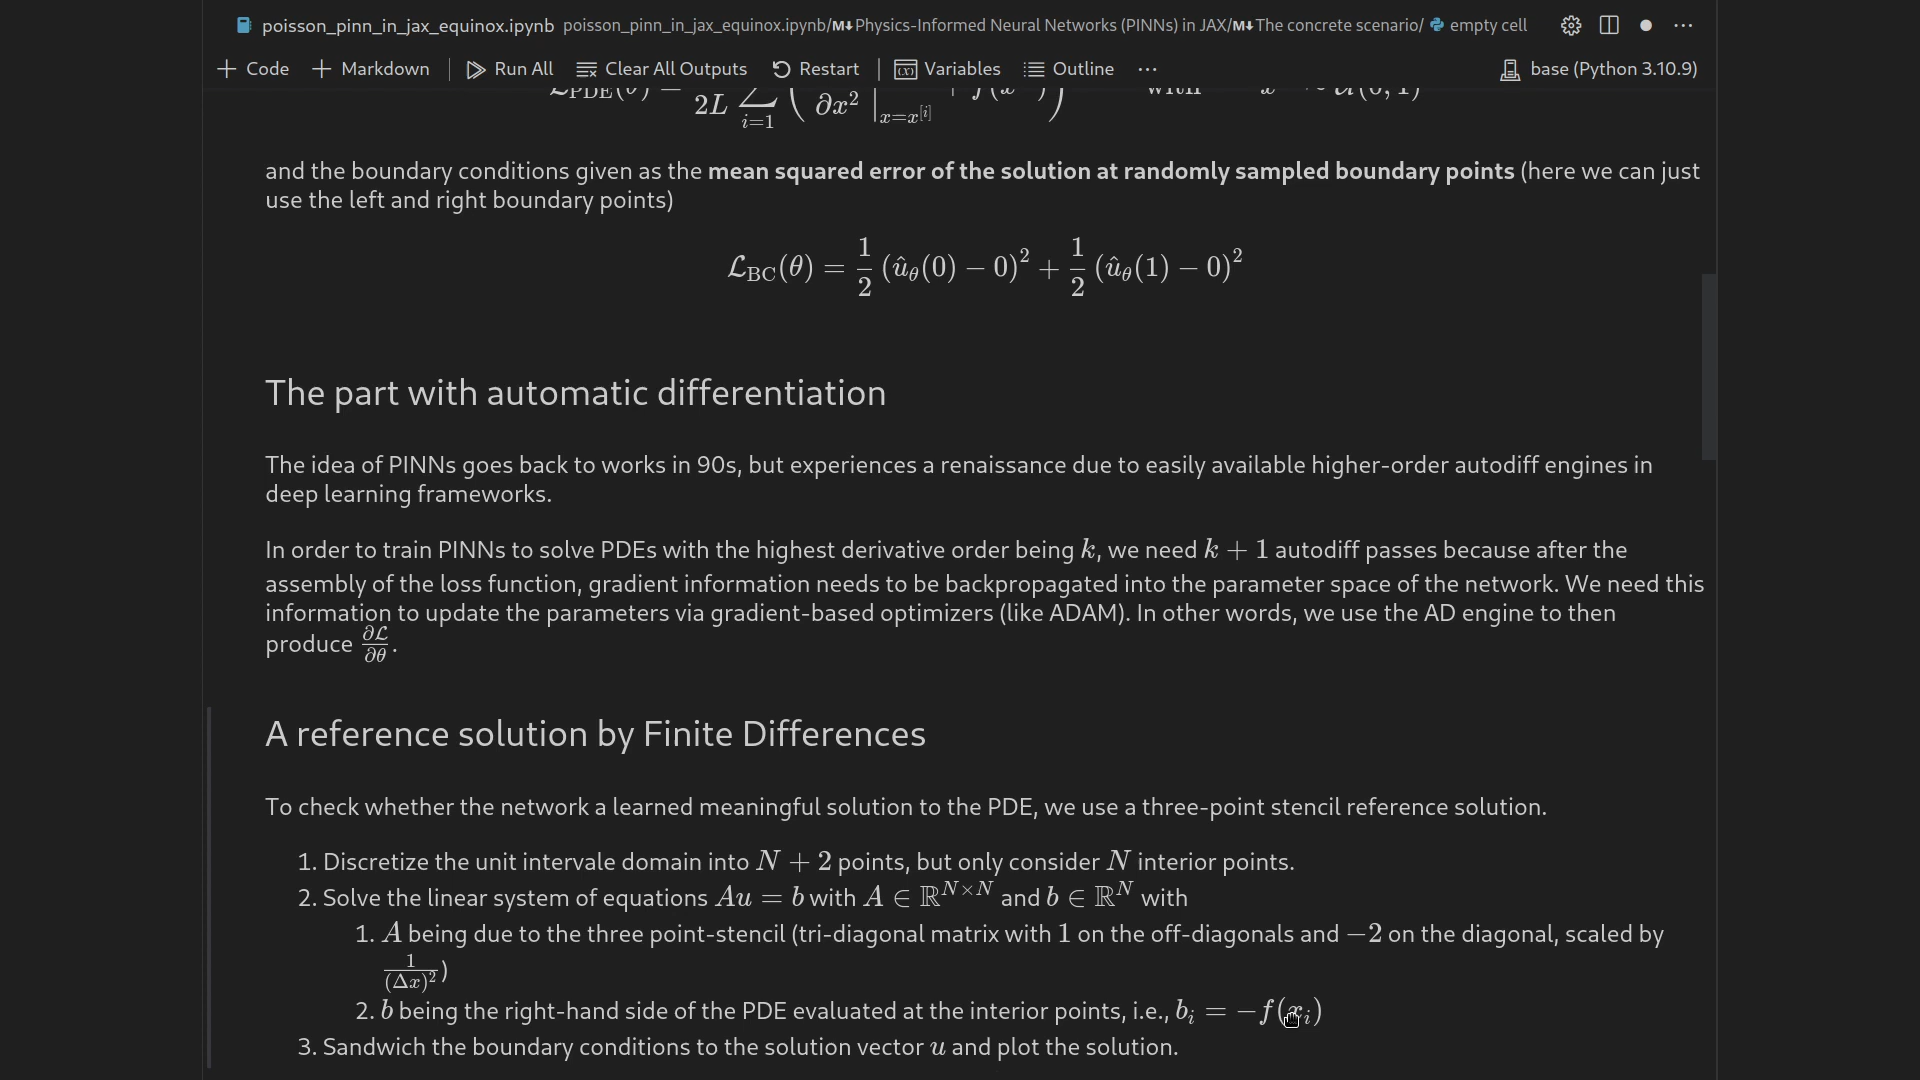 poisson_pinn_in_jax_equinox.ipynb poisson_pinn_in_jax_equinox.ipynb/M↓Physics-Informed Neural Networks (PINNs) in JAX/M↓The concrete scenario/ empty cell ···
+ Code + Markdown | Run All Clear All Outputs Restart | Variables Outline ··· base (Python 3.10.9)
2L ∑ i=1 ( ∂x² | x=x^[i] )
and the boundary conditions given as the mean squared error of the solution at randomly sampled boundary points (here we can just
use the left and right boundary points)
ℒ_BC(θ) = 1/2 (û_θ(0) − 0)² + 1/2 (û_θ(1) − 0)²
The part with automatic differentiation
The idea of PINNs goes back to works in 90s, but experiences a renaissance due to easily available higher-order autodiff engines in
deep learning frameworks.
In order to train PINNs to solve PDEs with the highest derivative order being k, we need k + 1 autodiff passes because after the
assembly of the loss function, gradient information needs to be backpropagated into the parameter space of the network. We need this
information to update the parameters via gradient-based optimizers (like ADAM). In other words, we use the AD engine to then
produce ∂ℒ/∂θ.
A reference solution by Finite Differences
To check whether the network a learned meaningful solution to the PDE, we use a three-point stencil reference solution.
1. Discretize the unit intervale domain into N + 2 points, but only consider N interior points.
2. Solve the linear system of equations Au = b with A ∈ ℝ^{N×N} and b ∈ ℝ^N with
1. A being due to the three point-stencil (tri-diagonal matrix with 1 on the off-diagonals and −2 on the diagonal, scaled by
1/(Δx)²)
2. b being the right-hand side of the PDE evaluated at the interior points, i.e., b_i = −f(x_i)
3. Sandwich the boundary conditions to the solution vector u and plot the solution.